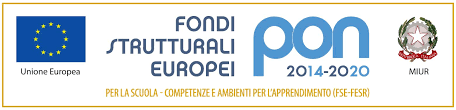 FONDI
STRUTTURALI
EUROPEI
pon
2014-2020
Unione Europea
MIUR
PER LA SCUOLA - COMPETENZE E AMBIENTI PER L'APPRENDIMENTO (FSE-FESR)